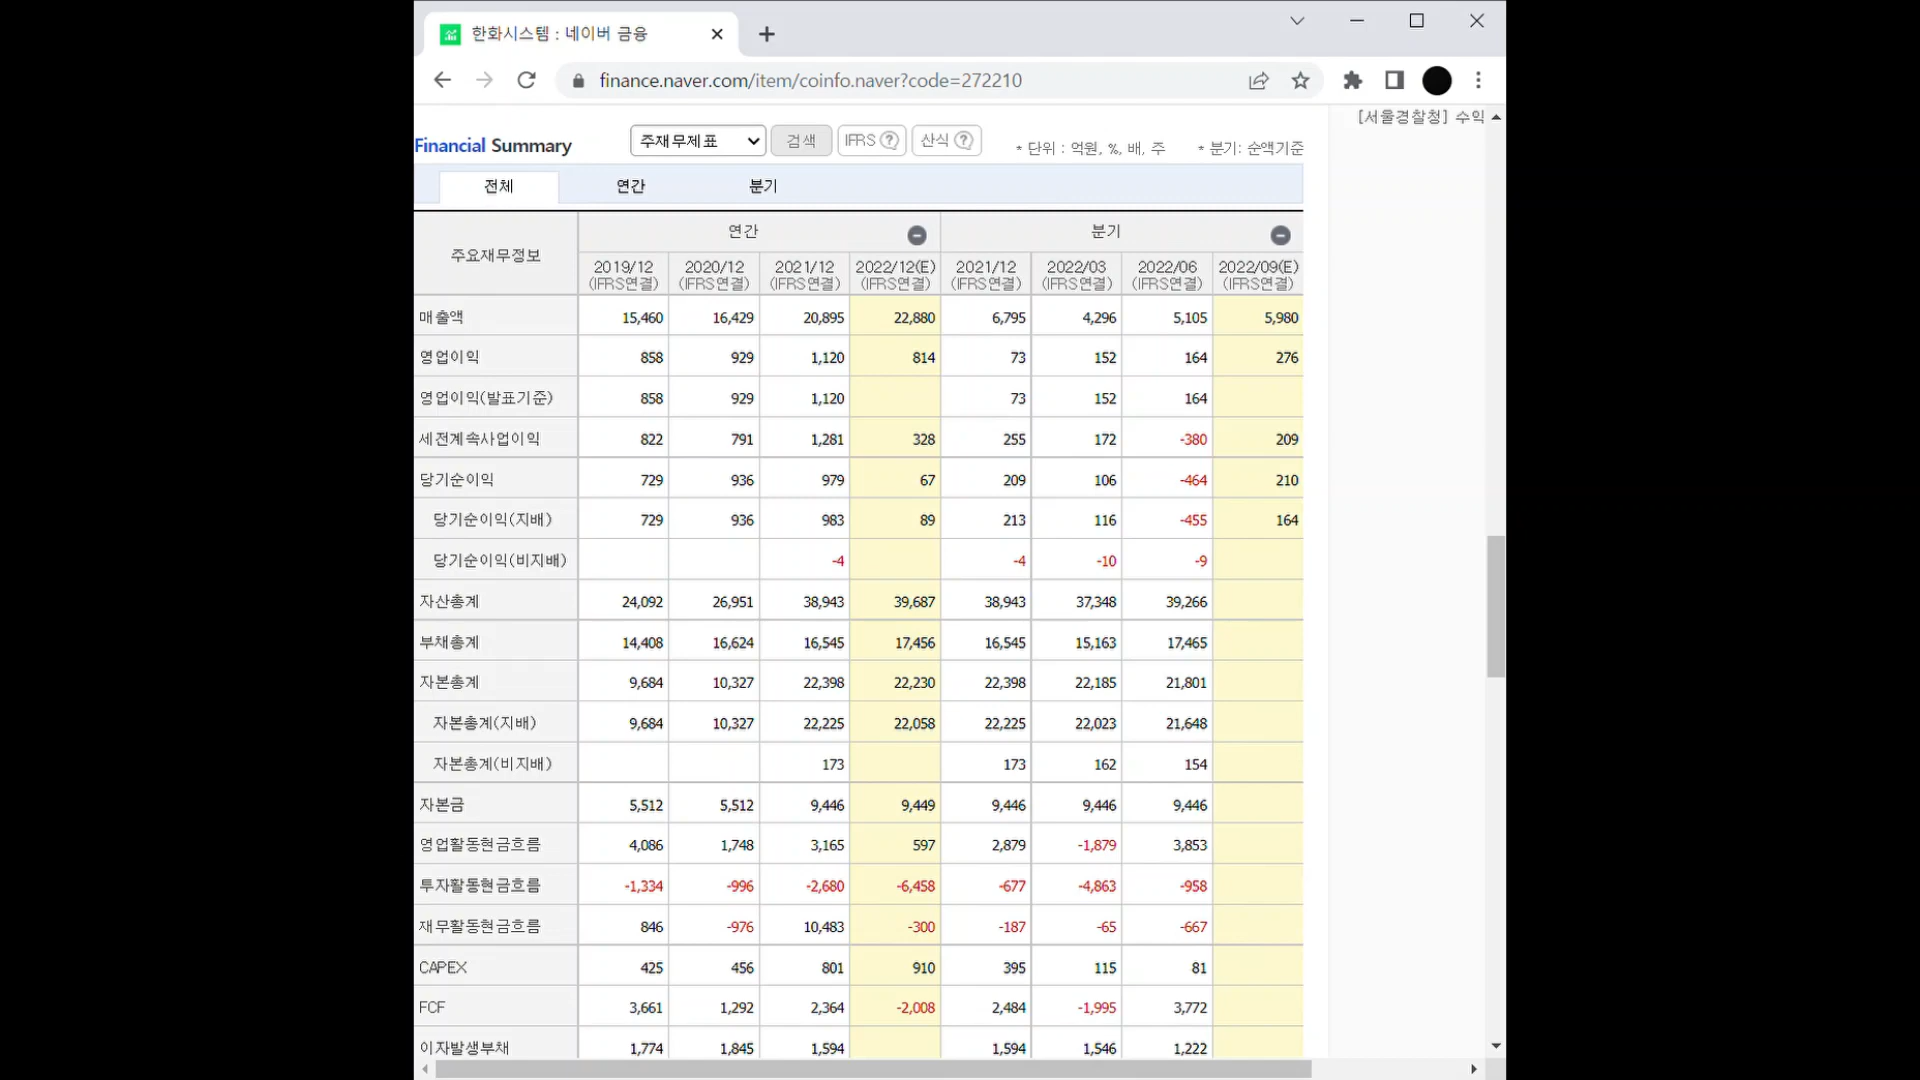 한화시스템 : 네이버 금융
finance.naver.com/item/coinfo.naver?code=272210
[서울경찰청] 수익
Financial Summary 주재무제표 검색 IFRS ? 산식 ? * 단위 : 억원, %, 배, 주 * 분기: 순액기준
전체 연간 분기
주요재무정보 연간 분기
2019/12 2020/12 2021/12 2022/12(E) 2021/12 2022/03 2022/06 2022/09(E)
(IFRS연결) (IFRS연결) (IFRS연결) (IFRS연결) (IFRS연결) (IFRS연결) (IFRS연결) (IFRS연결)
매출액 15,460 16,429 20,895 22,880 6,795 4,296 5,105 5,980
영업이익 858 929 1,120 814 73 152 164 276
영업이익(발표기준) 858 929 1,120 73 152 164
세전계속사업이익 822 791 1,281 328 255 172 -380 209
당기순이익 729 936 979 67 209 106 -464 210
당기순이익(지배) 729 936 983 89 213 116 -455 164
당기순이익(비지배) -4 -4 -10 -9
자산총계 24,092 26,951 38,943 39,687 38,943 37,348 39,266
부채총계 14,408 16,624 16,545 17,456 16,545 15,163 17,465
자본총계 9,684 10,327 22,398 22,230 22,398 22,185 21,801
자본총계(지배) 9,684 10,327 22,225 22,058 22,225 22,023 21,648
자본총계(비지배) 173 173 162 154
자본금 5,512 5,512 9,446 9,449 9,446 9,446 9,446
영업활동현금흐름 4,086 1,748 3,165 597 2,879 -1,879 3,853
투자활동현금흐름 -1,334 -996 -2,680 -6,458 -677 -4,863 -958
재무활동현금흐름 846 -976 10,483 -300 -187 -65 -667
CAPEX 425 456 801 910 395 115 81
FCF 3,661 1,292 2,364 -2,008 2,484 -1,995 3,772
이자발생부채 1,774 1,845 1,594 1,594 1,546 1,222